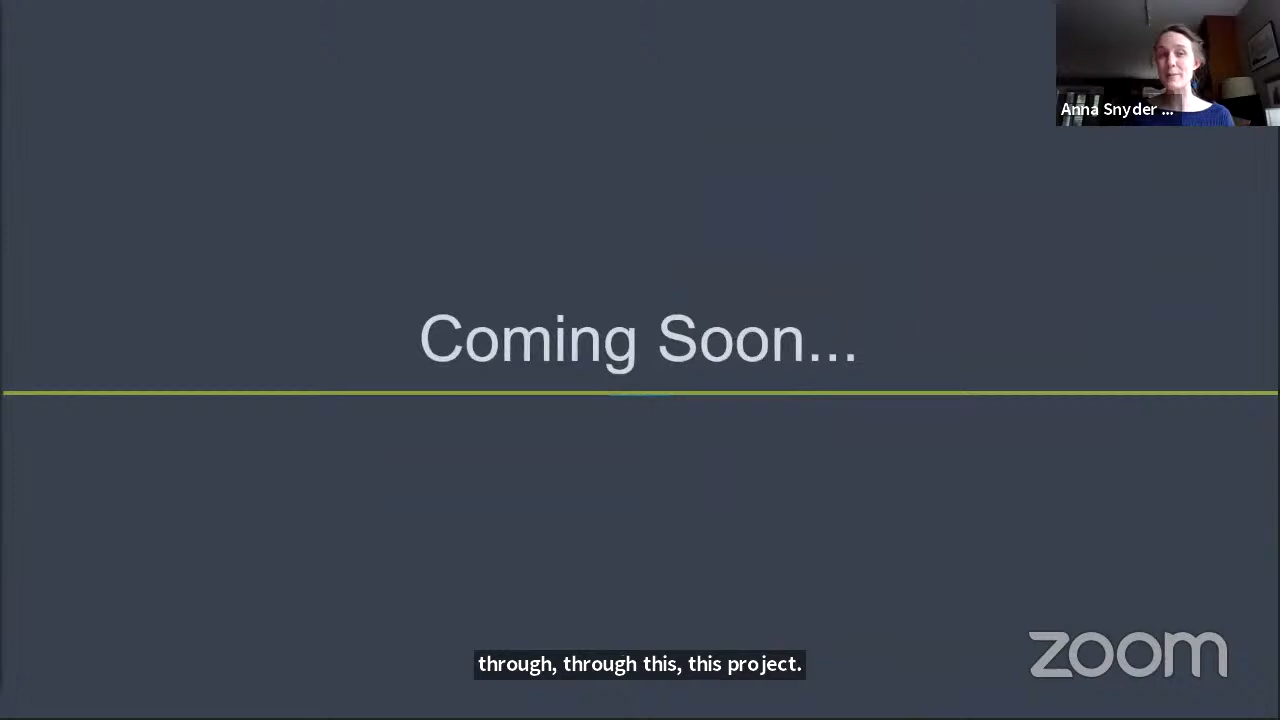 Anna Snyder ...
Coming Soon...
through, through this, this project.
zoom